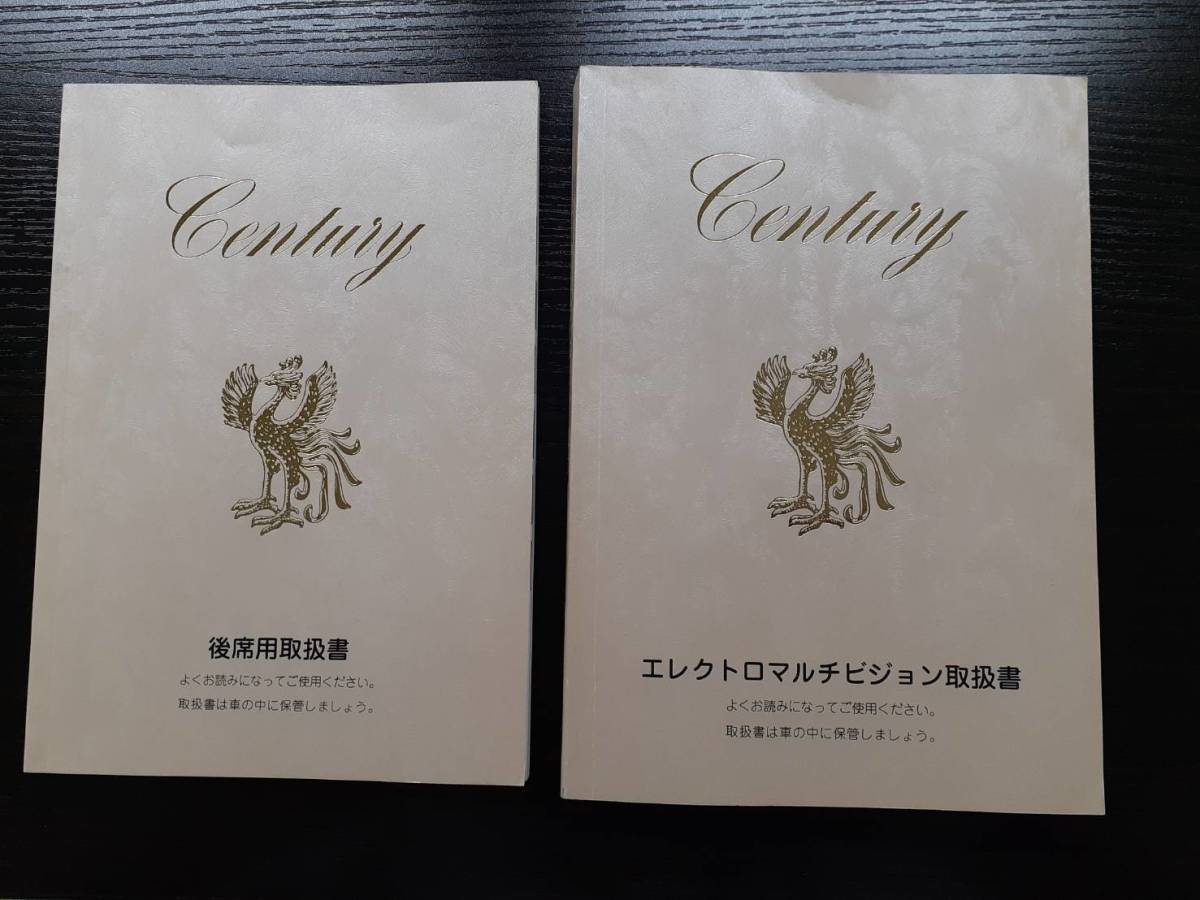 Century
後席用取扱書
よくお読みになってご使用ください。
取扱書は車の中に保管しましょう。
Century
エレクトロマルチビジョン取扱書
よくお読みになってご使用ください。
取扱書は車の中に保管しましょう。